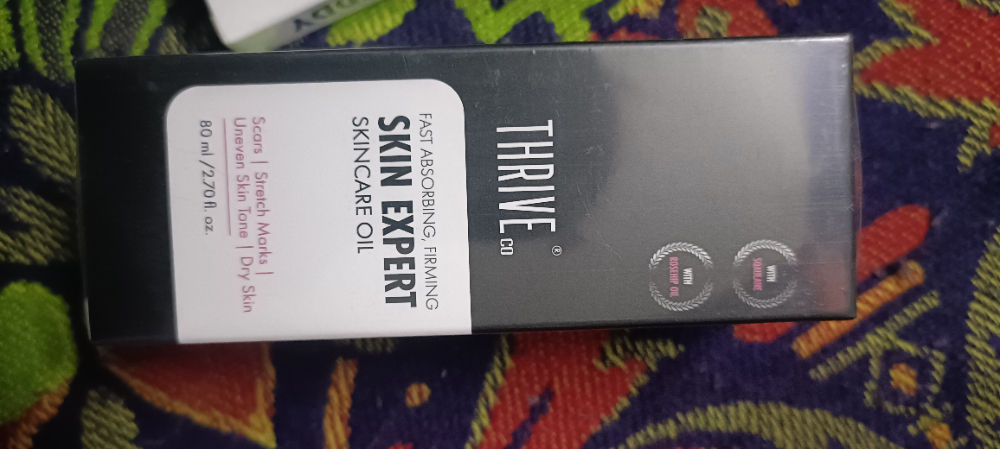 WITH
SQUALANE
WITH
ROSEHIP OIL
THRIVE®
CO
FAST ABSORBING, FIRMING
SKIN EXPERT
SKINCARE OIL
Scars | Stretch Marks |
Uneven Skin Tone | Dry Skin
80 ml /2.70 fl. oz.